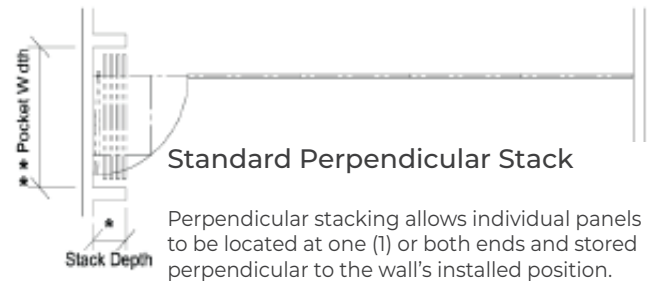 * * Pocket W dth
Standard Perpendicular Stack
*
Stack Depth
Perpendicular stacking allows individual panels
to be located at one (1) or both ends and stored
perpendicular to the wall's installed position.